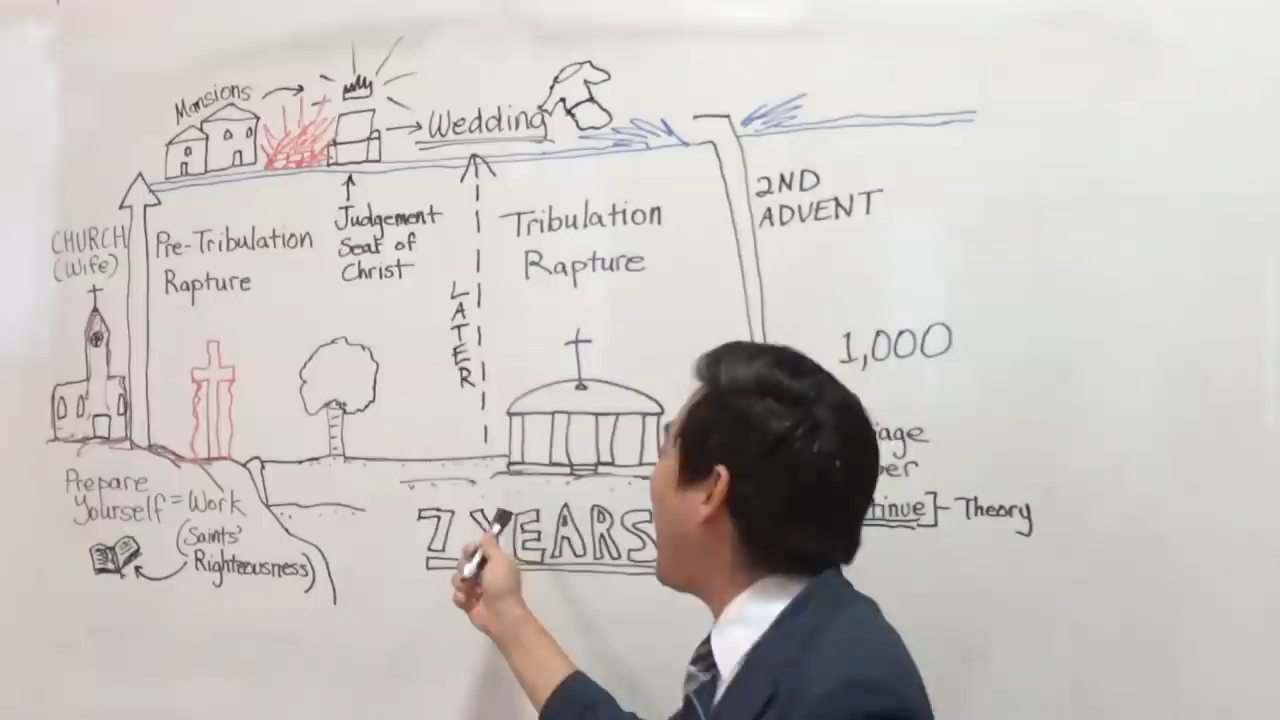 Mansions
Wedding
2ND
ADVENT
Judgement
Seat of
Christ
CHURCH
(Wife)
Pre-Tribulation
Rapture
LATER
Tribulation
Rapture
1,000
Prepare
Yourself = Work
(Saints'
Righteousness)
7 YEARS
- Theory